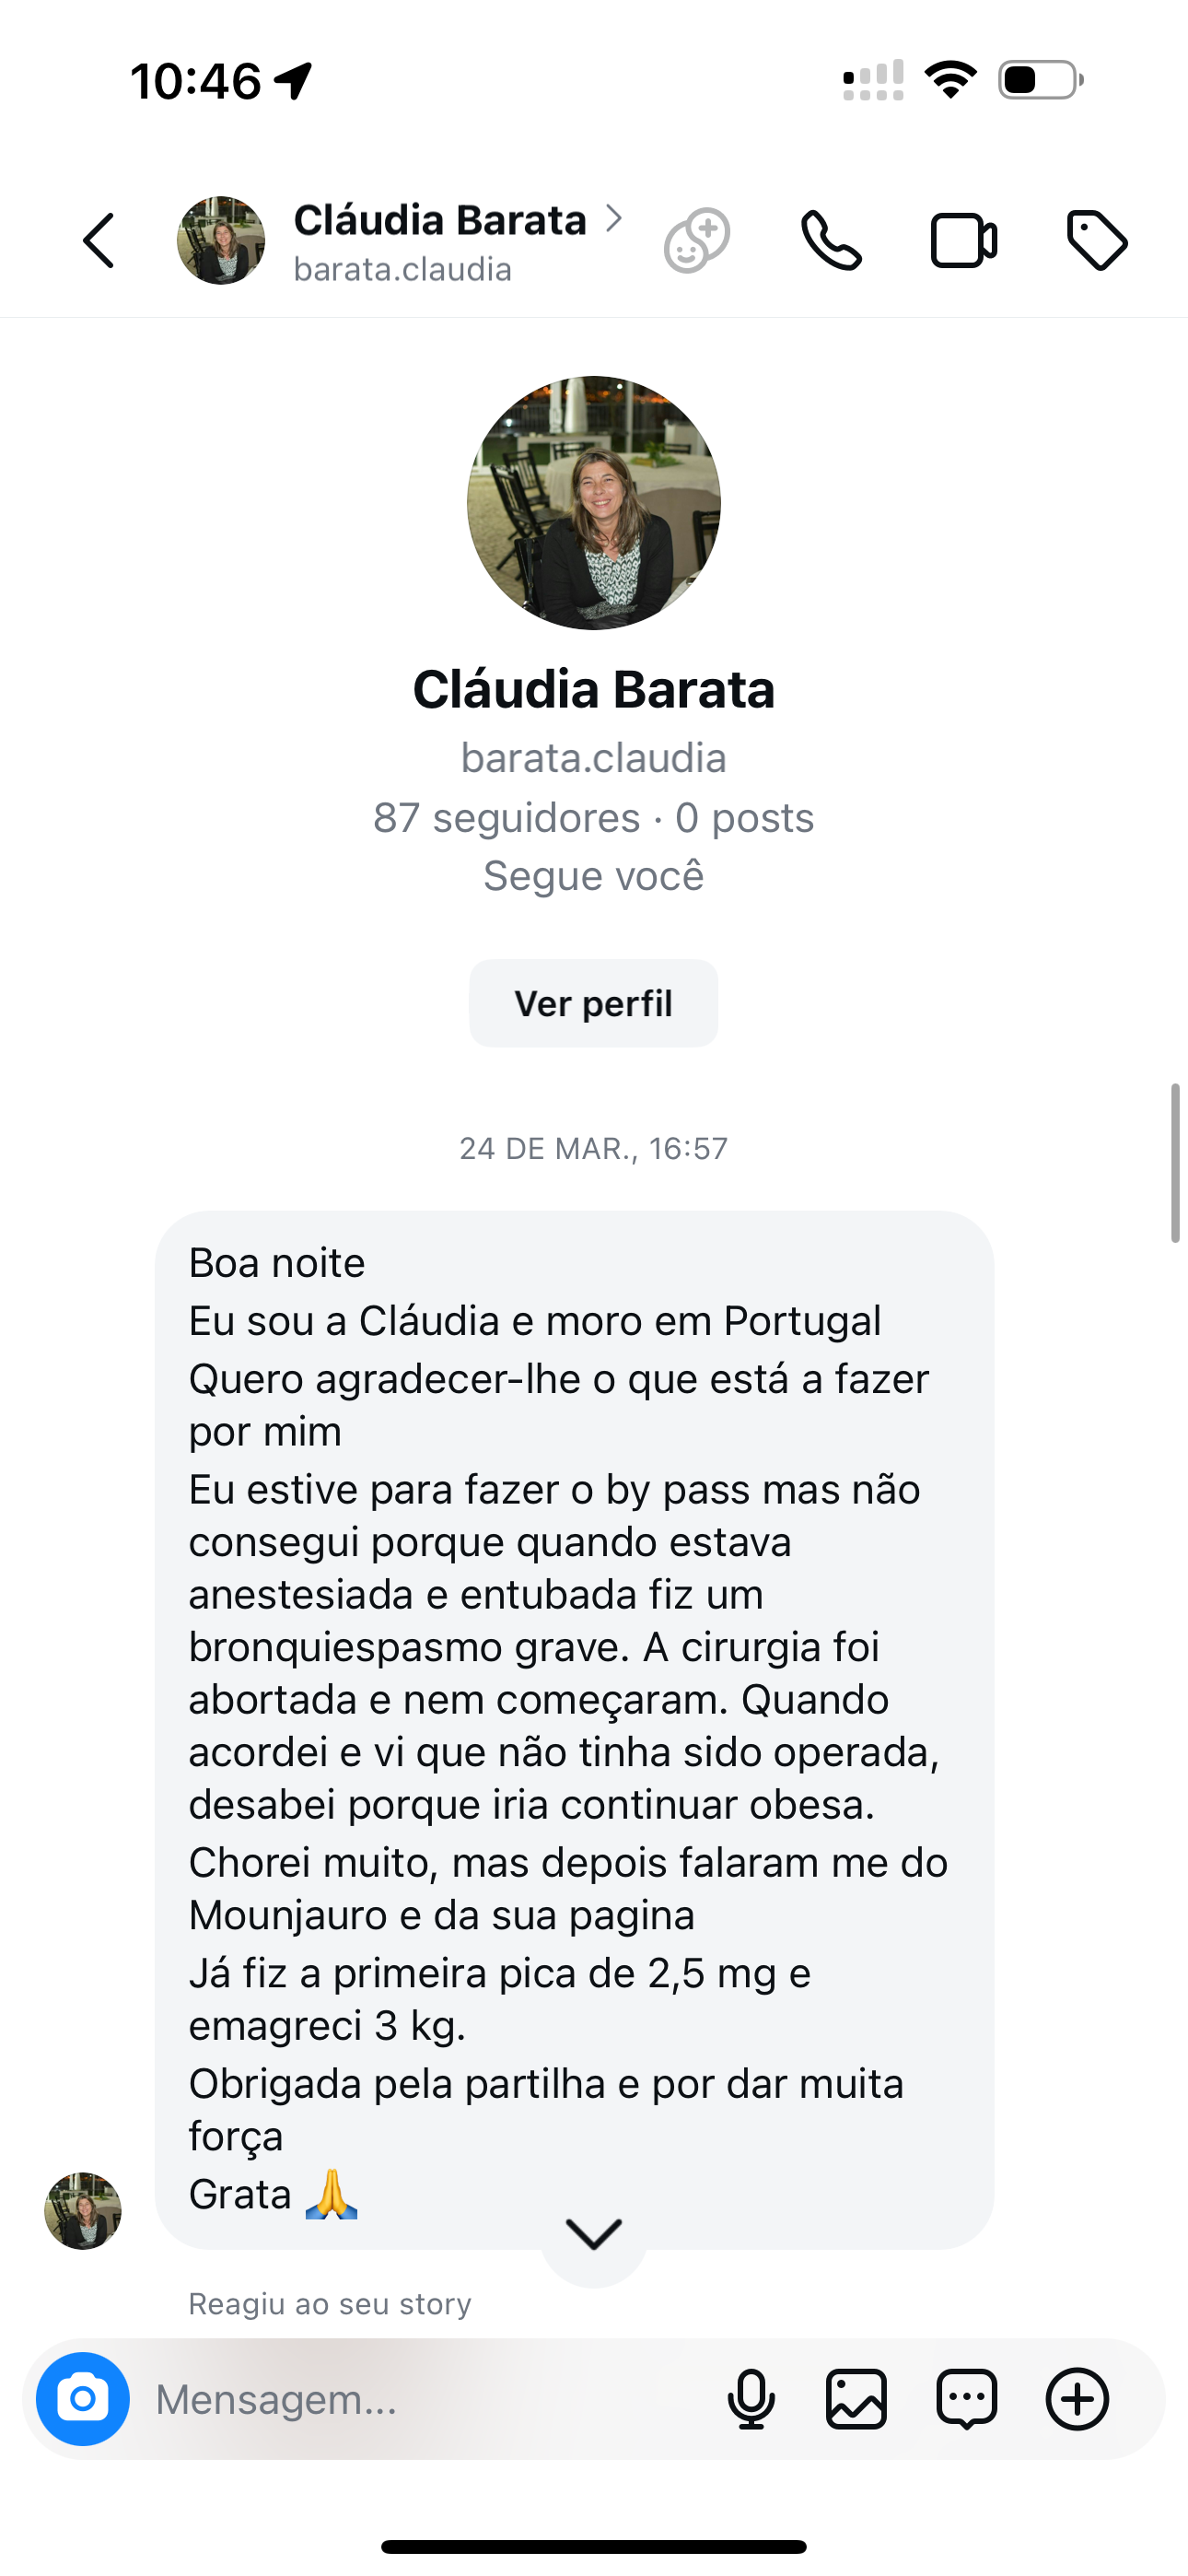 10:46
Cláudia Barata
barata.claudia
Cláudia Barata
barata.claudia
87 seguidores · 0 posts
Segue você
Ver perfil
24 DE MAR., 16:57
Boa noite
Eu sou a Cláudia e moro em Portugal
Quero agradecer-lhe o que está a fazer
por mim
Eu estive para fazer o by pass mas não
consegui porque quando estava
anestesiada e entubada fiz um
bronquiespasmo grave. A cirurgia foi
abortada e nem começaram. Quando
acordei e vi que não tinha sido operada,
desabei porque iria continuar obesa.
Chorei muito, mas depois falaram me do
Mounjauro e da sua pagina
Já fiz a primeira pica de 2,5 mg e
emagreci 3 kg.
Obrigada pela partilha e por dar muita
força
Grata 🙏
Reagiu ao seu story
Mensagem...